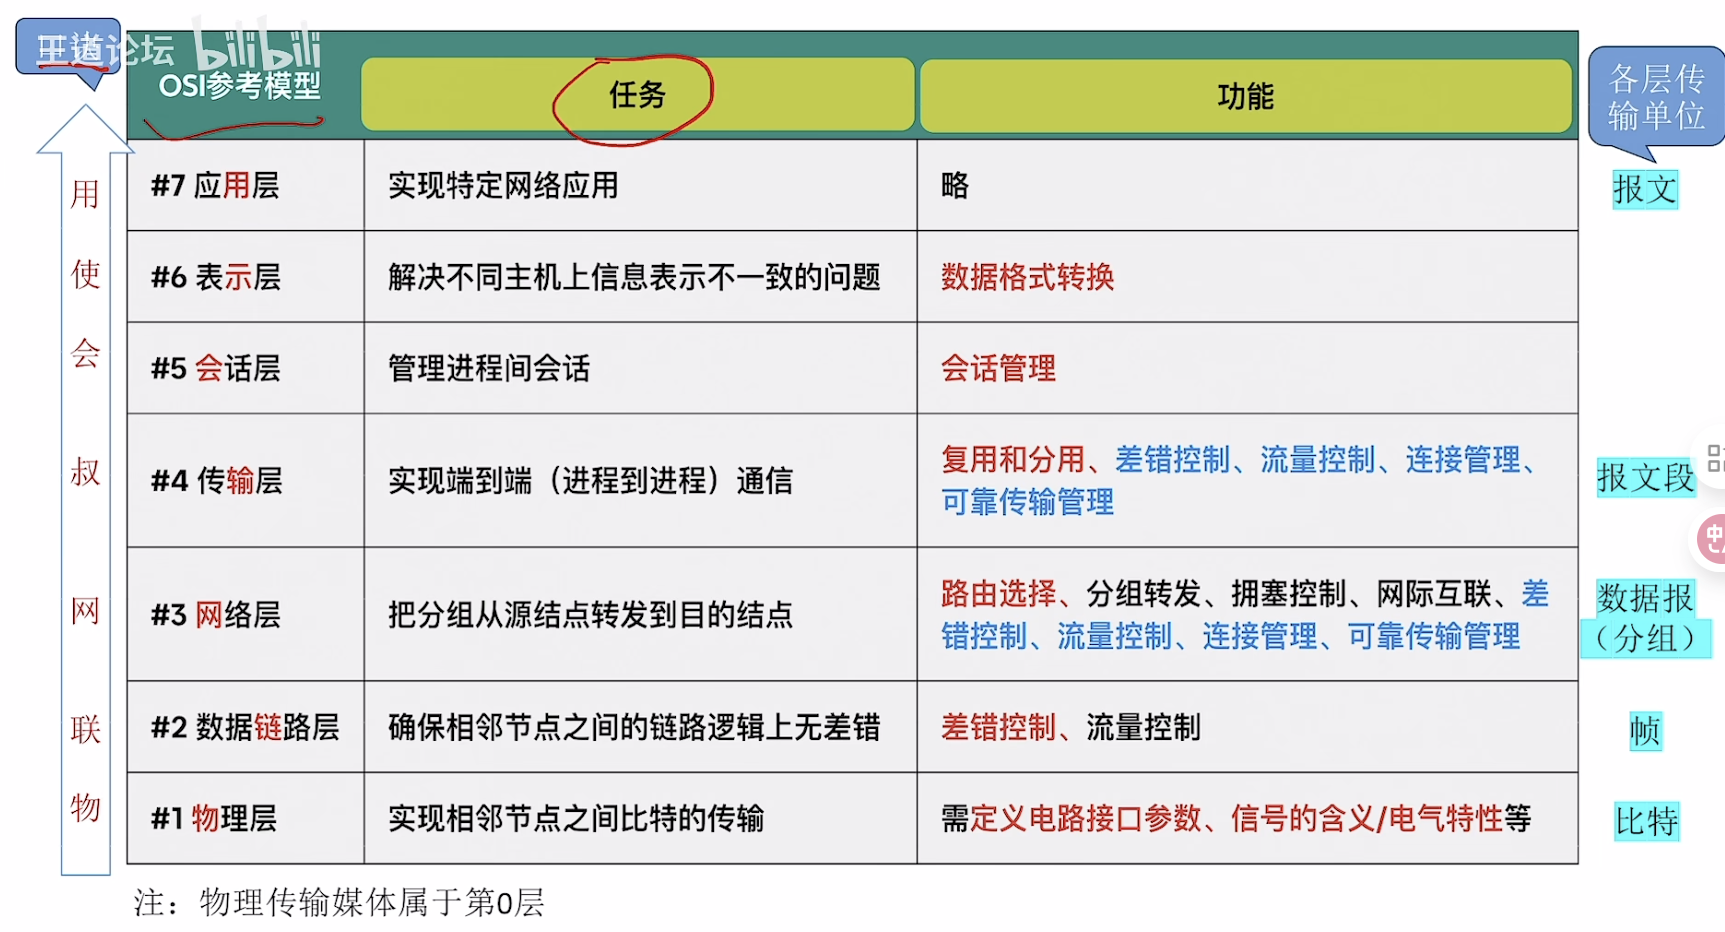 王道论坛
bilibili
OSI参考模型
任务
功能
各层传
输单位
用
使
会
叔
网
联
物
#7 应用层
实现特定网络应用
略
报文
#6 表示层
解决不同主机上信息表示不一致的问题
数据格式转换
#5 会话层
管理进程间会话
会话管理
#4 传输层
实现端到端（进程到进程）通信
复用和分用、差错控制、流量控制、连接管理、
可靠传输管理
报文段
#3 网络层
把分组从源结点转发到目的结点
路由选择、分组转发、拥塞控制、网际互联、差
错控制、流量控制、连接管理、可靠传输管理
数据报
（分组）
#2 数据链路层
确保相邻节点之间的链路逻辑上无差错
差错控制、流量控制
帧
#1 物理层
实现相邻节点之间比特的传输
需定义电路接口参数、信号的含义/电气特性等
比特
注：物理传输媒体属于第0层
中